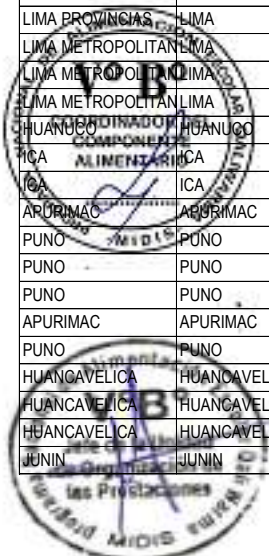 LIMA PROVINCIAS LIMA
LIMA METROPOLITAN LIMA
LIMA METROPOLITAN LIMA
LIMA METROPOLITAN LIMA
HUANUCO HUANUCO
ICA ICA
ICA ICA
APURIMAC APURIMAC
PUNO PUNO
PUNO PUNO
PUNO PUNO
APURIMAC APURIMAC
PUNO PUNO
HUANCAVELICA HUANCAVEL
HUANCAVELICA HUANCAVEL
HUANCAVELICA HUANCAVEL
JUNIN JUNIN
V° B°
COORDINADOR DEL
COMPONENTE
ALIMENTARIO
MIDIS
las Prestaciones
MIDIS